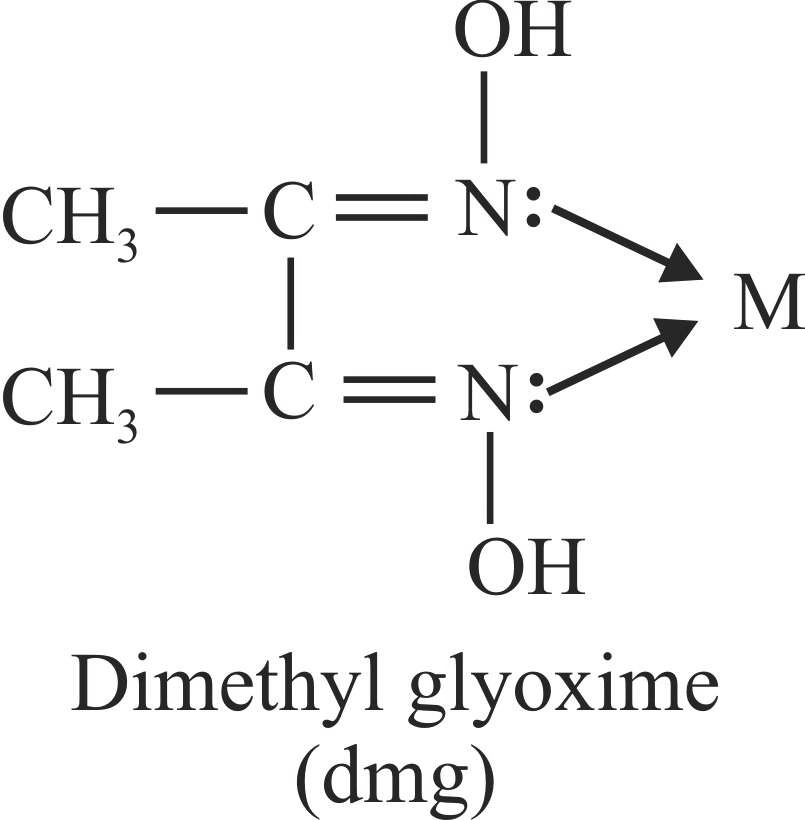 OH
CH3 C N: M
CH3 C N:
OH
Dimethyl glyoxime
(dmg)